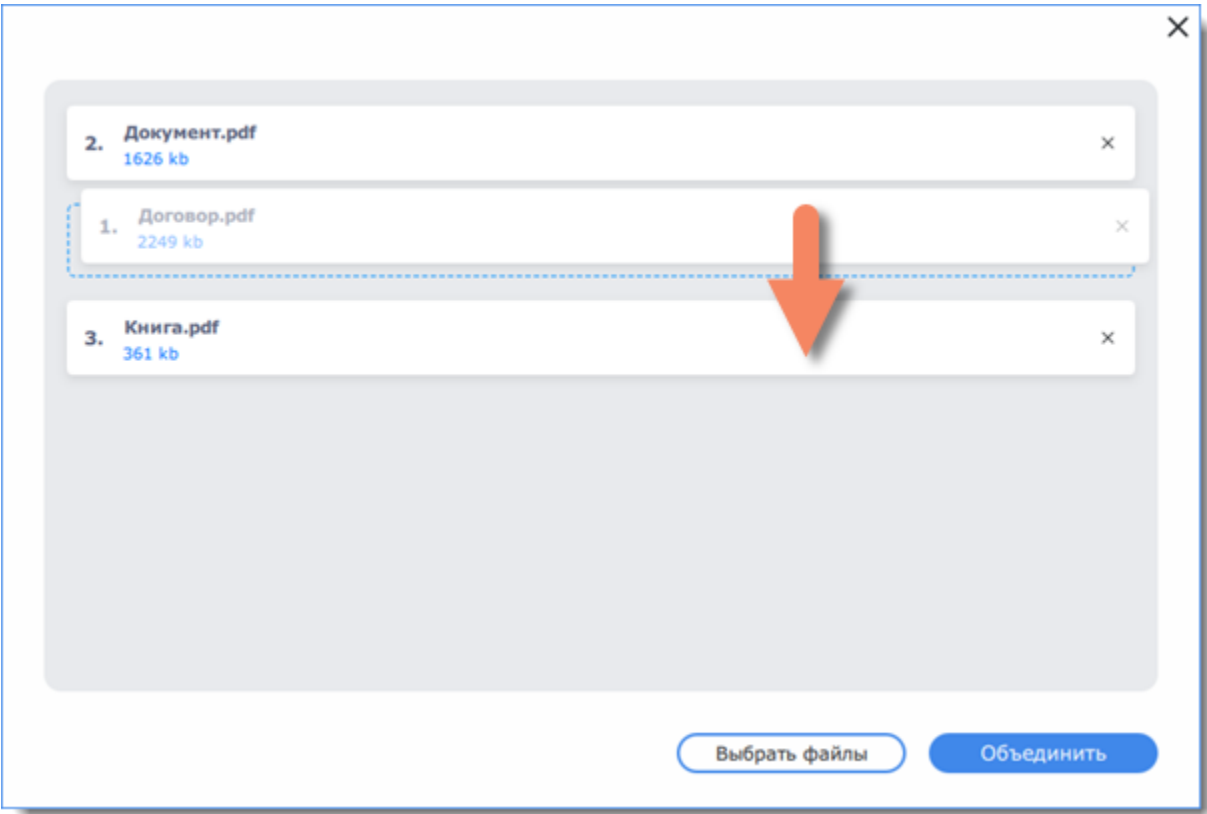 2. Документ.pdf
1626 kb
1. Договор.pdf
2249 kb
3. Книга.pdf
361 kb
Выбрать файлы Объединить